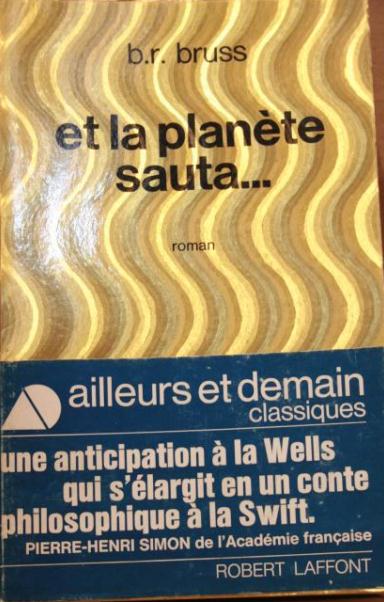 b.r. bruss
et la planète
sauta...
roman
ailleurs et demain
classiques
une anticipation à la Wells
qui s'élargit en un conte
philosophique à la Swift.
PIERRE-HENRI SIMON de l'Académie française
ROBERT LAFFONT